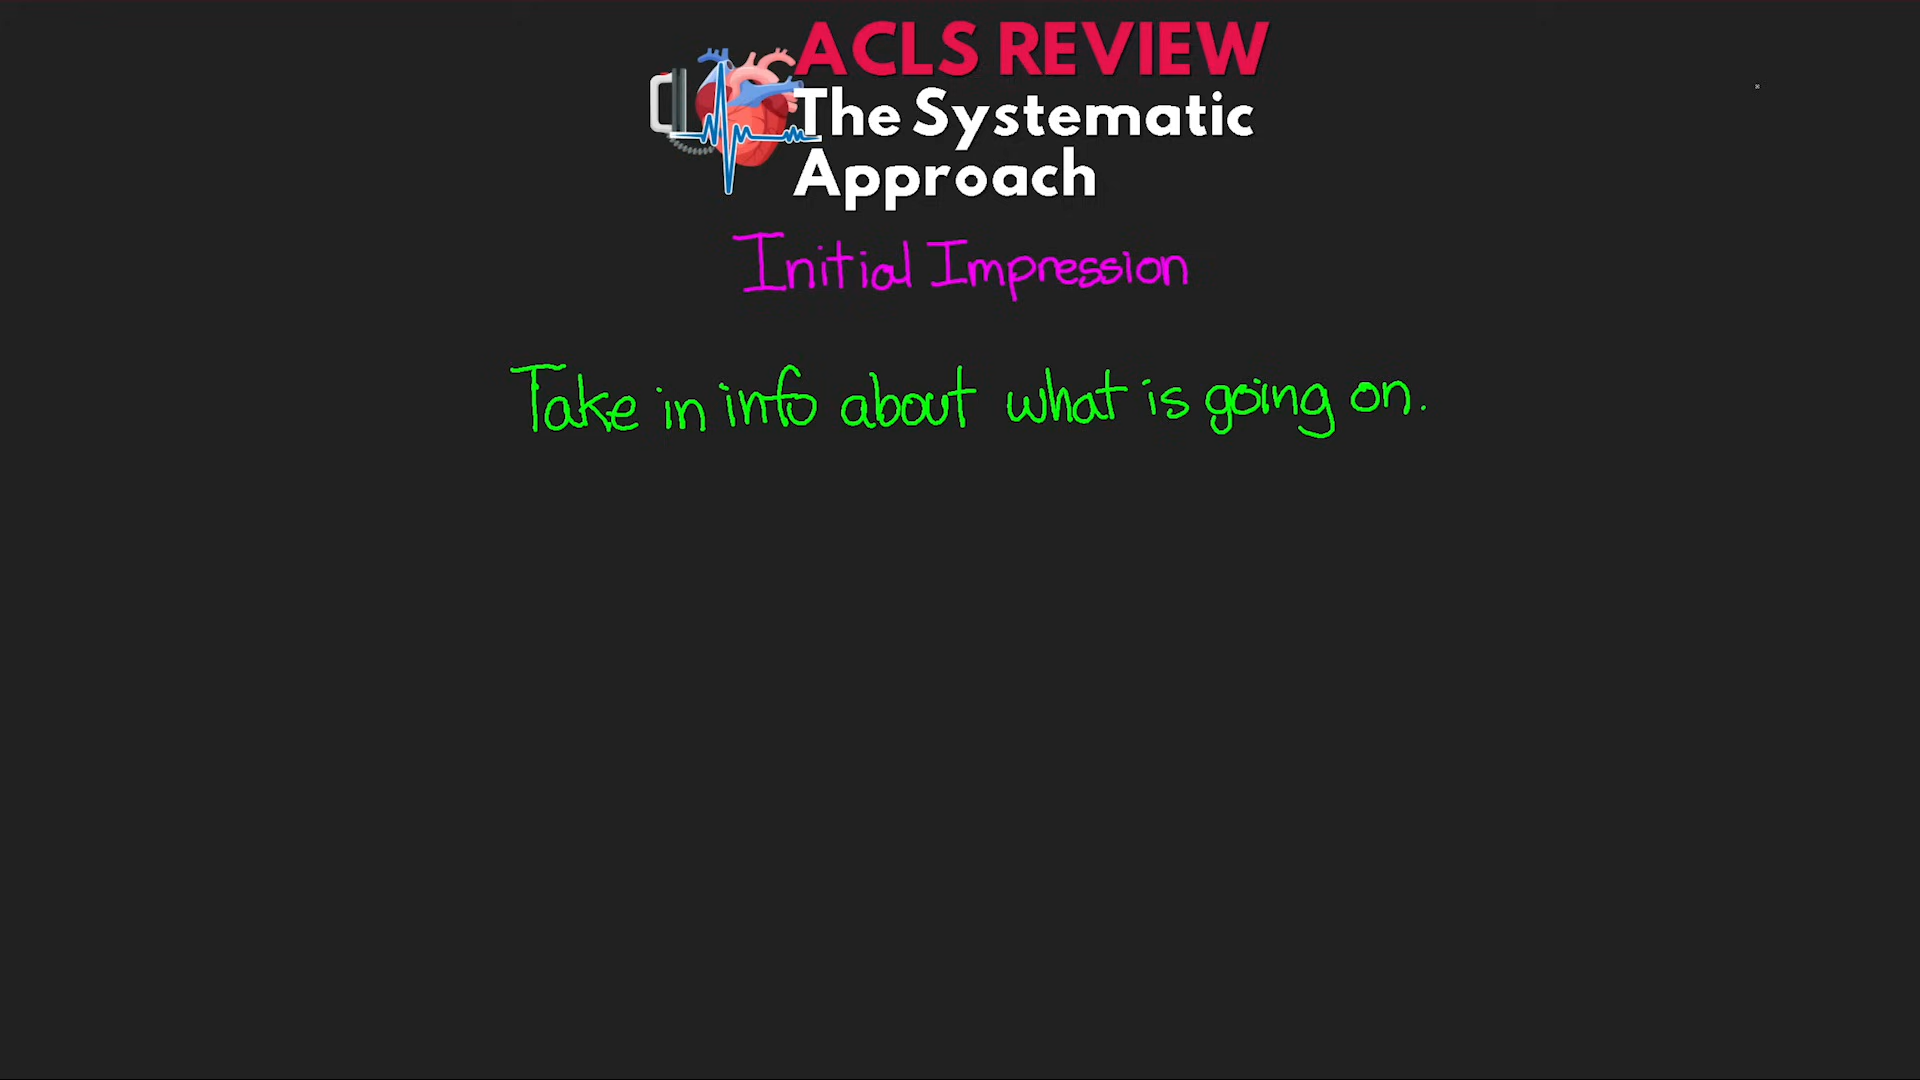 ACLS REVIEW
The Systematic
Approach
Initial Impression
Take in info about what is going on.